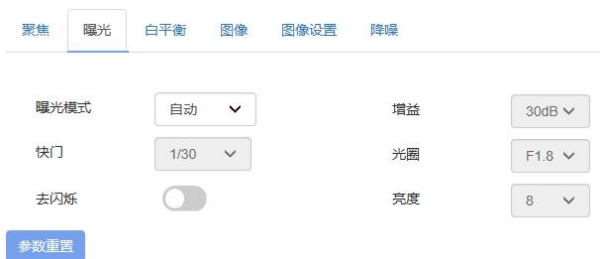 聚焦 曝光 白平衡 图像 图像设置 降噪
曝光模式 自动 增益 30dB
快门 1/30 光圈 F1.8
去闪烁 亮度 8
参数重置